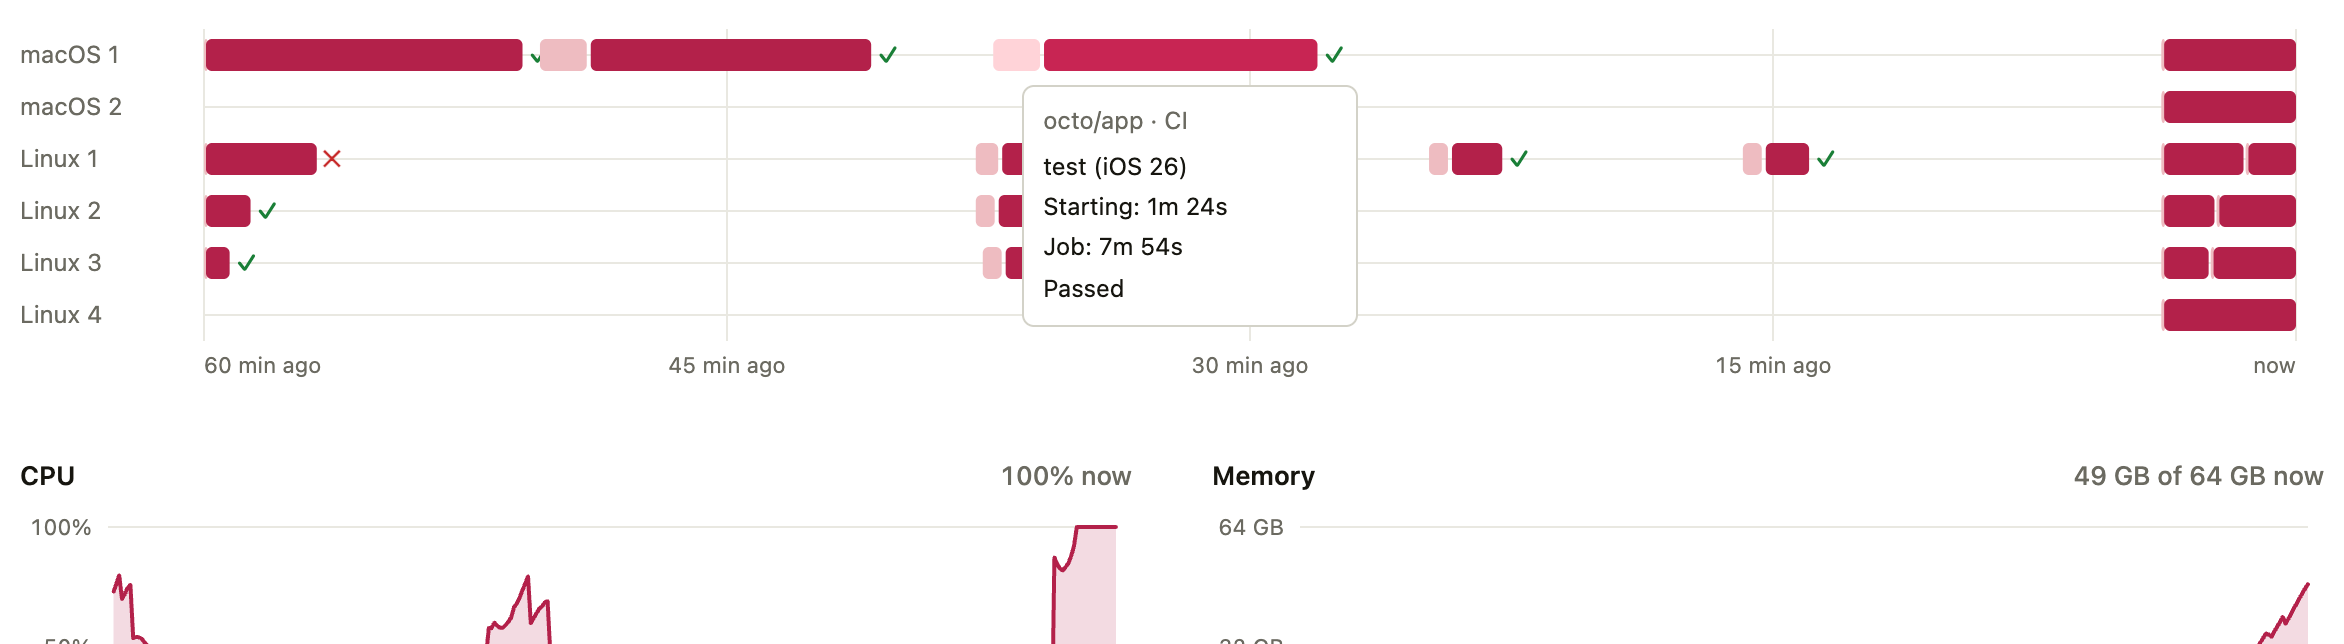 macOS 1
macOS 2
Linux 1
Linux 2
Linux 3
Linux 4
octo/app · CI
test (iOS 26)
Starting: 1m 24s
Job: 7m 54s
Passed
60 min ago
45 min ago
30 min ago
15 min ago
now
CPU
100% now
100%
Memory
49 GB of 64 GB now
64 GB